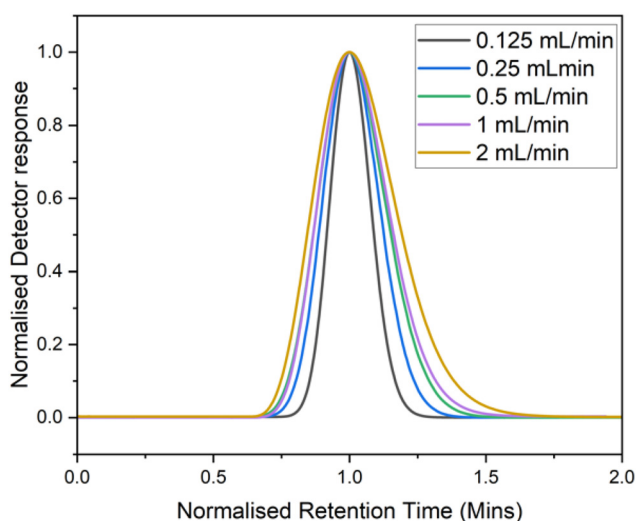 0.125 mL/min
0.25 mLmin
0.5 mL/min
1 mL/min
2 mL/min
Normalised Detector response
1.0
0.8
0.6
0.4
0.2
0.0
0.0 0.5 1.0 1.5 2.0
Normalised Retention Time (Mins)